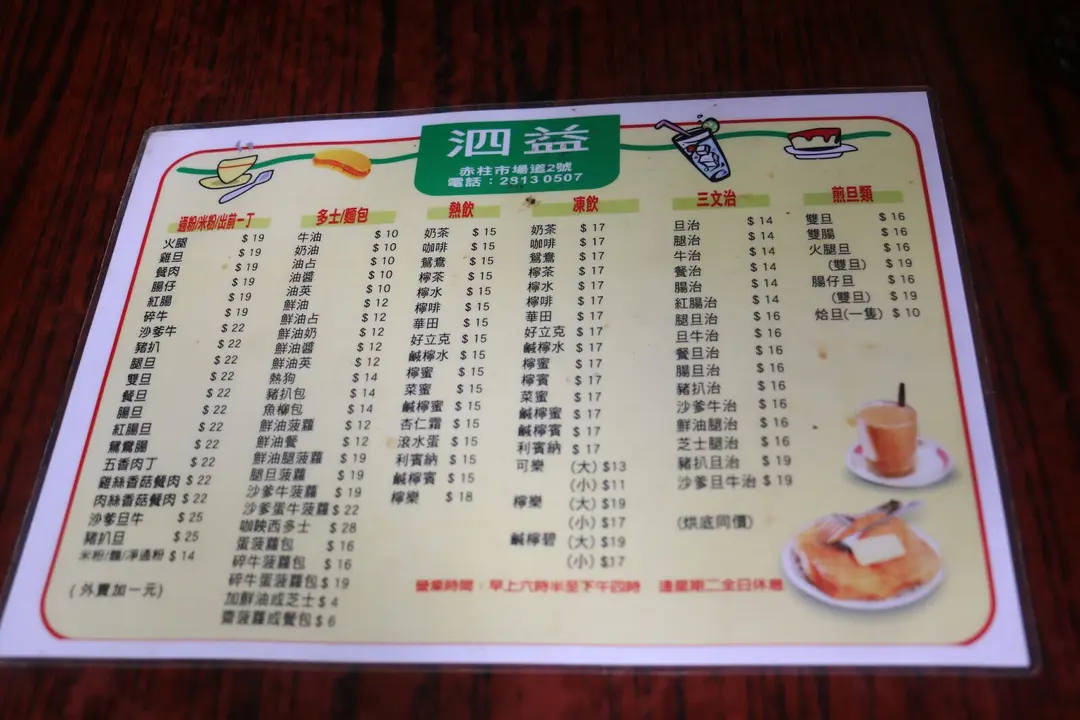 泗益
赤柱市場道2號
電話：2813 0507
通粉/米粉/出前一丁
火腿 $19
雞旦 $19
餐肉 $19
腸仔 $19
紅腸 $19
碎牛 $19
沙爹牛 $22
豬扒 $22
腿旦 $22
雙旦 $22
餐旦 $22
腸旦 $22
紅腸旦 $22
鴛鴦腸 $22
五香肉丁 $22
雞絲香菇餐肉 $22
肉絲香菇餐肉 $22
沙爹旦牛 $25
豬扒旦 $25
米粉/麵/淨通粉 $14
(外賣加一元)
多士/麵包
牛油 $10
奶油 $10
油占 $10
油醬 $10
油英 $10
鮮油 $12
鮮油占 $12
鮮油奶 $12
鮮油醬 $12
鮮油英 $12
熱狗 $14
豬扒包 $14
魚柳包 $14
鮮油菠蘿 $12
鮮油餐 $12
鮮油腿菠蘿 $19
腿旦菠蘿 $19
沙爹牛菠蘿 $19
沙爹蛋牛菠蘿 $22
咖央西多士 $28
蛋菠蘿包 $16
碎牛菠蘿包 $16
碎牛蛋菠蘿包 $19
加鮮油或芝士 $4
齋菠蘿或餐包 $6
熱飲
奶茶 $15
咖啡 $15
鴛鴦 $15
檸茶 $15
檸水 $15
檸啡 $15
華田 $15
好立克 $15
鹹檸水 $15
檸蜜 $15
菜蜜 $15
鹹檸蜜 $15
杏仁霜 $15
滾水蛋 $15
利賓納 $15
鹹檸賓 $15
檸樂 $18
凍飲
奶茶 $17
咖啡 $17
鴛鴦 $17
檸茶 $17
檸水 $17
檸啡 $17
華田 $17
好立克 $17
鹹檸水 $17
檸蜜 $17
檸賓 $17
菜蜜 $17
鹹檸蜜 $17
鹹檸賓 $17
利賓納 $17
可樂 (大) $13
(小) $11
檸樂 (大) $19
(小) $17
鹹檸碧 (大) $19
(小) $17
三文治
旦治 $14
腿治 $14
牛治 $14
餐治 $14
腸治 $14
紅腸治 $14
腿旦治 $16
旦牛治 $16
餐旦治 $16
腸旦治 $16
豬扒治 $16
沙爹牛治 $16
鮮油腿治 $16
芝士腿治 $16
豬扒旦治 $19
沙爹旦牛治 $19
(烘底同價)
煎旦類
雙旦 $16
雙腸 $16
火腿旦 $16
(雙旦) $19
腸仔旦 $16
(雙旦) $19
烚旦(一隻) $10
營業時間：早上六時半至下午四時 逢星期二全日休息